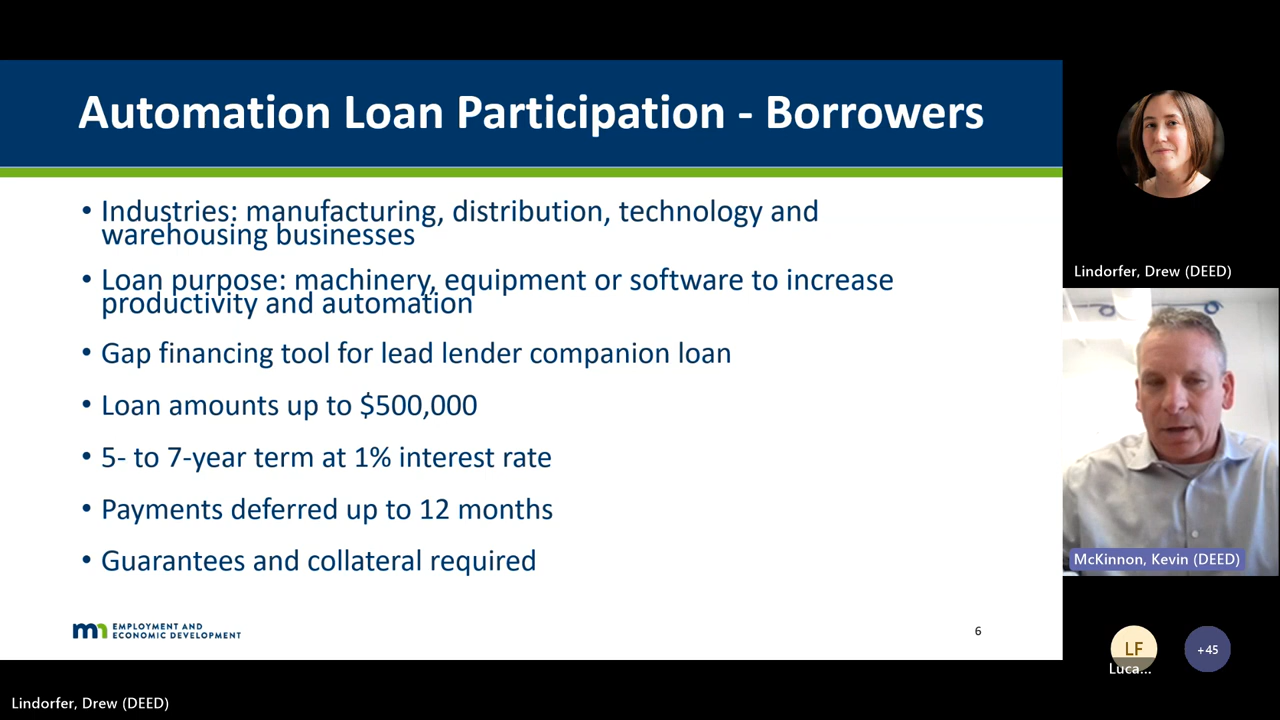 Automation Loan Participation - Borrowers
• Industries: manufacturing, distribution, technology and
warehousing businesses
• Loan purpose: machinery, equipment or software to increase
productivity and automation
• Gap financing tool for lead lender companion loan
• Loan amounts up to $500,000
• 5- to 7-year term at 1% interest rate
• Payments deferred up to 12 months
• Guarantees and collateral required
mn EMPLOYMENT AND
ECONOMIC DEVELOPMENT
6
Lindorfer, Drew (DEED)
McKinnon, Kevin (DEED)
LF
Luca...
+45
Lindorfer, Drew (DEED)